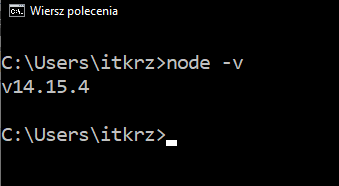 Wiersz polecenia
C:\Users\itkrz>node -v
v14.15.4
C:\Users\itkrz>